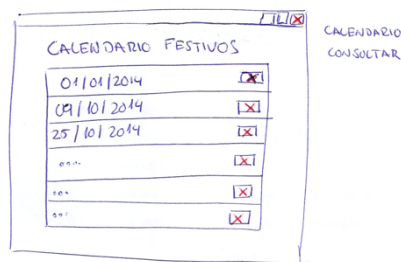 CALENDARIO FESTIVOS
01/01/2014
09/10/2014
25/10/2014
....
...
...
CALENDARIO
CONSULTAR